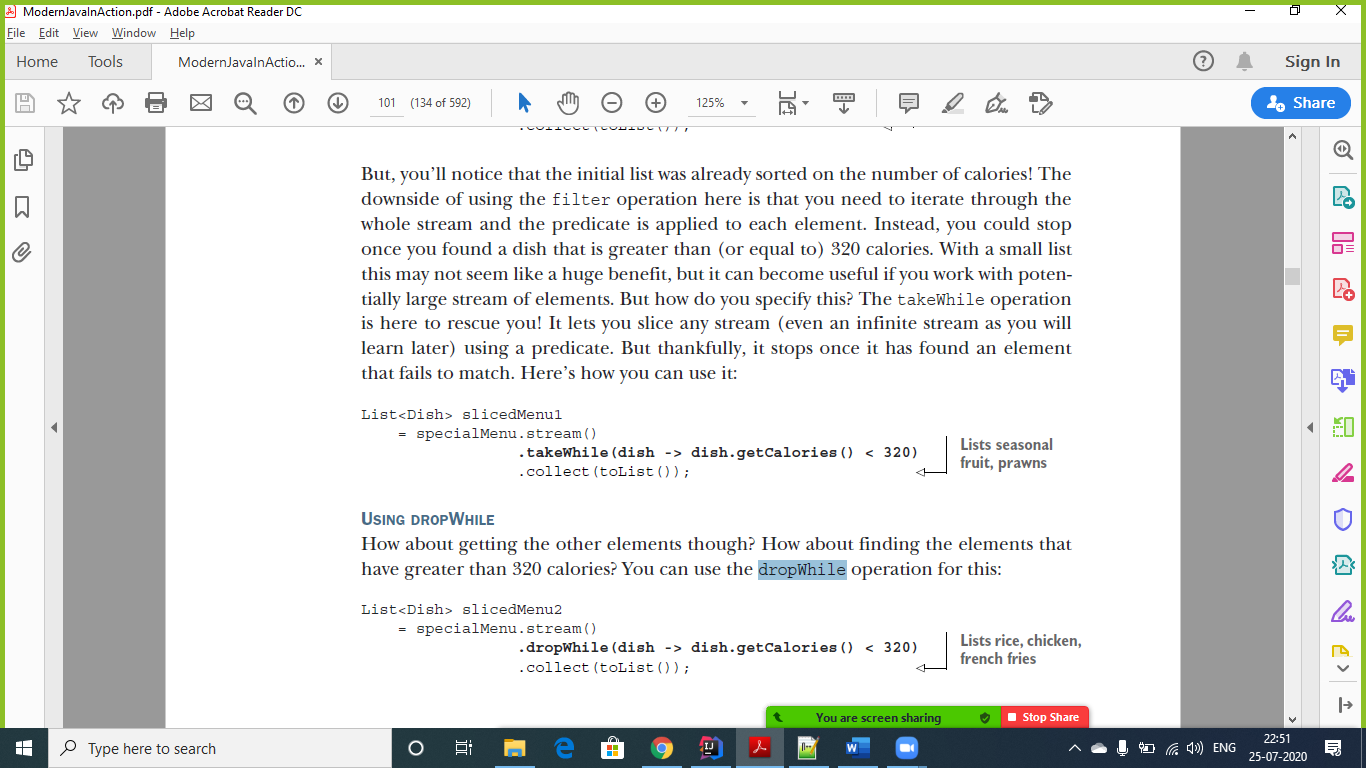 ModernJavaInAction.pdf - Adobe Acrobat Reader DC
File Edit View Window Help
Home Tools ModernJavaInActio... ×
Sign In
101 (134 of 592) 125% Share
.collect(toList());
But, you’ll notice that the initial list was already sorted on the number of calories! The
downside of using the filter operation here is that you need to iterate through the
whole stream and the predicate is applied to each element. Instead, you could stop
once you found a dish that is greater than (or equal to) 320 calories. With a small list
this may not seem like a huge benefit, but it can become useful if you work with poten-
tially large stream of elements. But how do you specify this? The takeWhile operation
is here to rescue you! It lets you slice any stream (even an infinite stream as you will
learn later) using a predicate. But thankfully, it stops once it has found an element
that fails to match. Here’s how you can use it:
List<Dish> slicedMenu1
= specialMenu.stream()
.takeWhile(dish -> dish.getCalories() < 320)
.collect(toList());
Lists seasonal
fruit, prawns
USING DROPWHILE
How about getting the other elements though? How about finding the elements that
have greater than 320 calories? You can use the dropWhile operation for this:
List<Dish> slicedMenu2
= specialMenu.stream()
.dropWhile(dish -> dish.getCalories() < 320)
.collect(toList());
Lists rice, chicken,
french fries
You are screen sharing Stop Share
Type here to search
ENG
22:51
25-07-2020